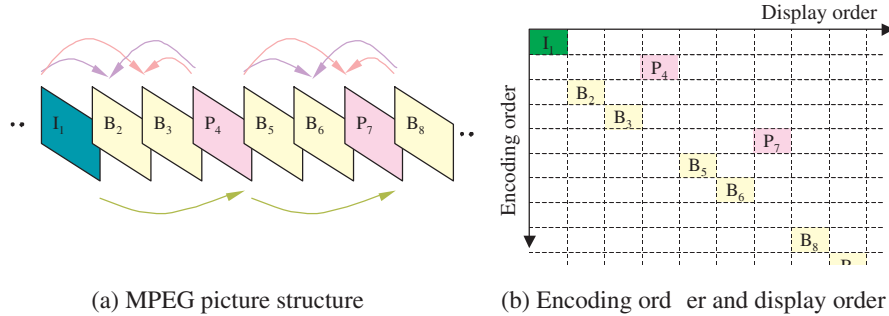 Display order
I₁
P₄
B₂
B₃
P₇
B₅
B₆
B₈
Encoding order
·· I₁ B₂ B₃ P₄ B₅ B₆ P₇ B₈ ··
(a) MPEG picture structure
(b) Encoding ord er and display order